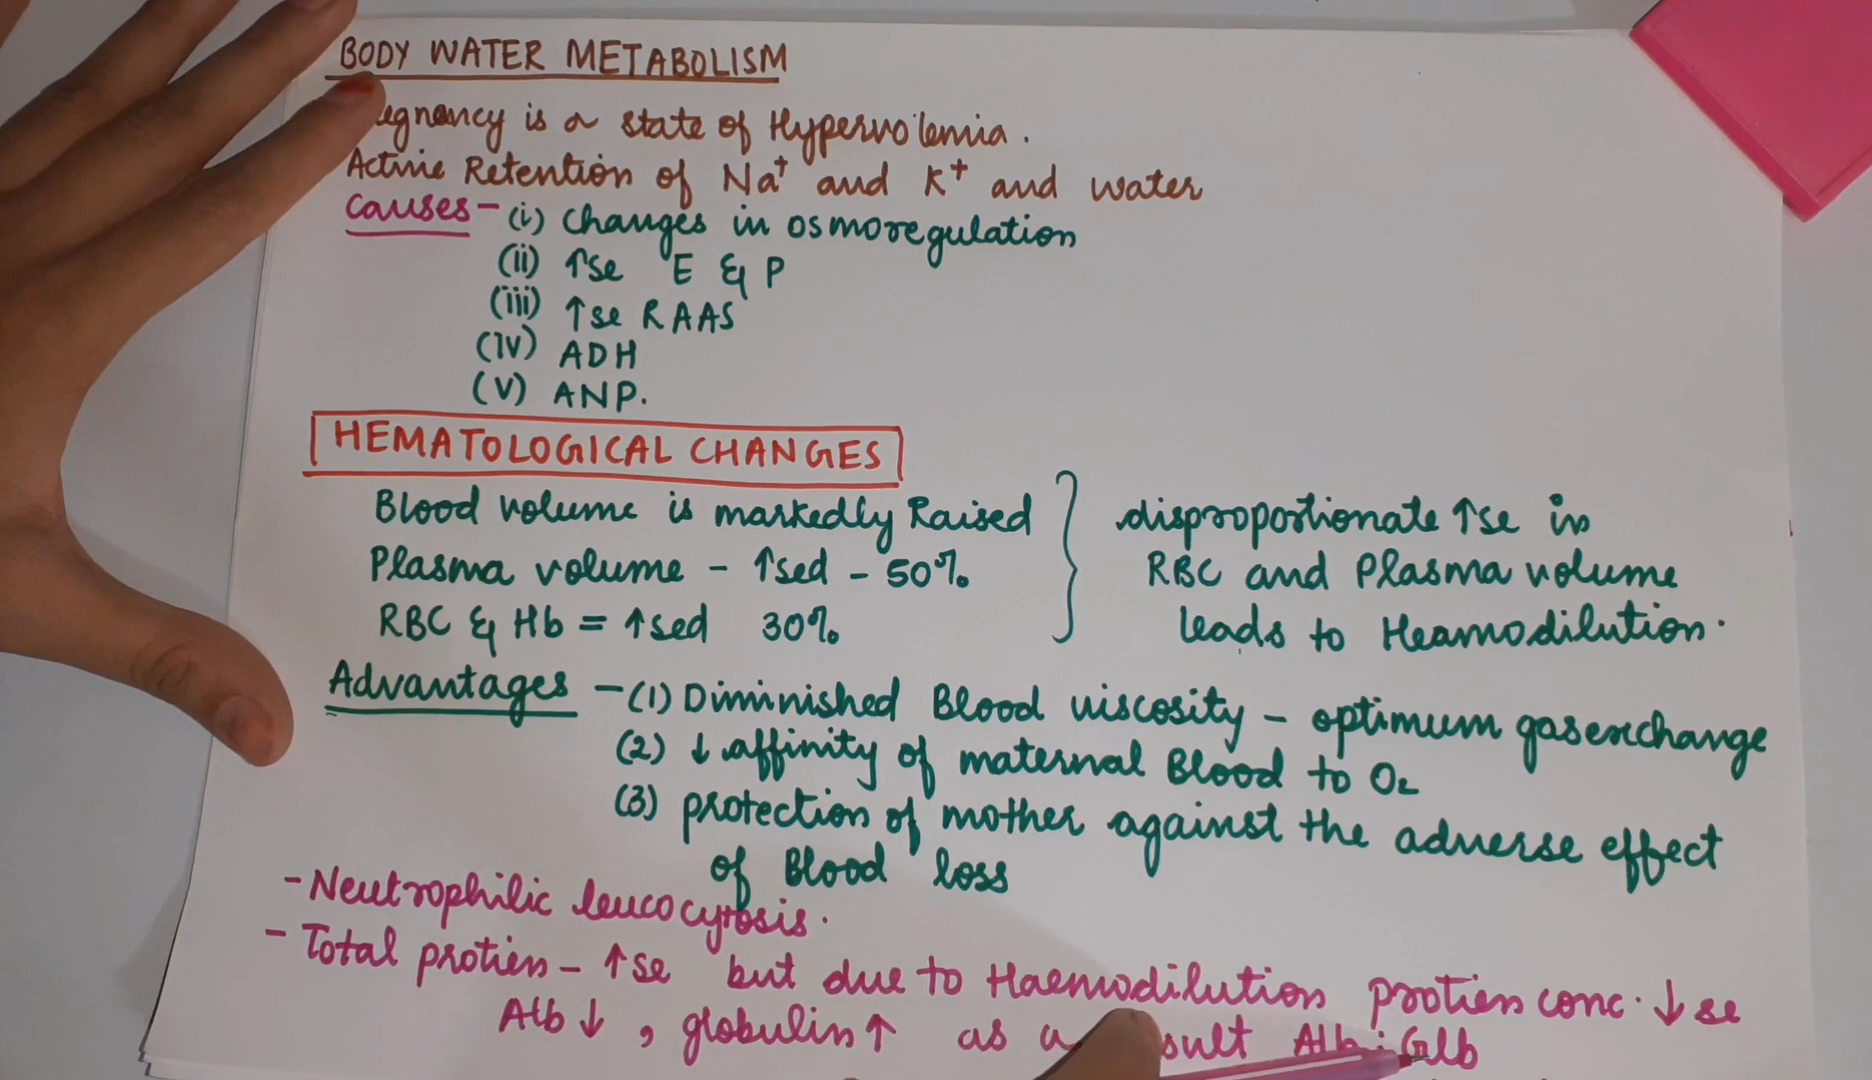 BODY WATER METABOLISM
egnancy is a state of Hypervolemia.
Active Retention of Na⁺ and K⁺ and water
Causes - (i) Changes in osmoregulation
(ii) ↑se E & P
(iii) ↑se RAAS
(iv) ADH
(v) ANP.
HEMATOLOGICAL CHANGES
Blood volume is markedly Raised
Plasma volume - ↑sed - 50%
RBC & Hb = ↑sed 30%
disproportionate ↑se in
RBC and Plasma volume
leads to Heamodilution.
Advantages - (1) Diminished Blood viscosity - optimum gasexchange
(2) ↓ affinity of maternal Blood to O₂
(3) protection of mother against the adverse effect
of Blood loss
- Neutrophilic leucocytosis.
- Total protien - ↑se but due to Haemodilution protien conc. ↓se
Alb ↓, globulin ↑ as a sult Alb : Glb